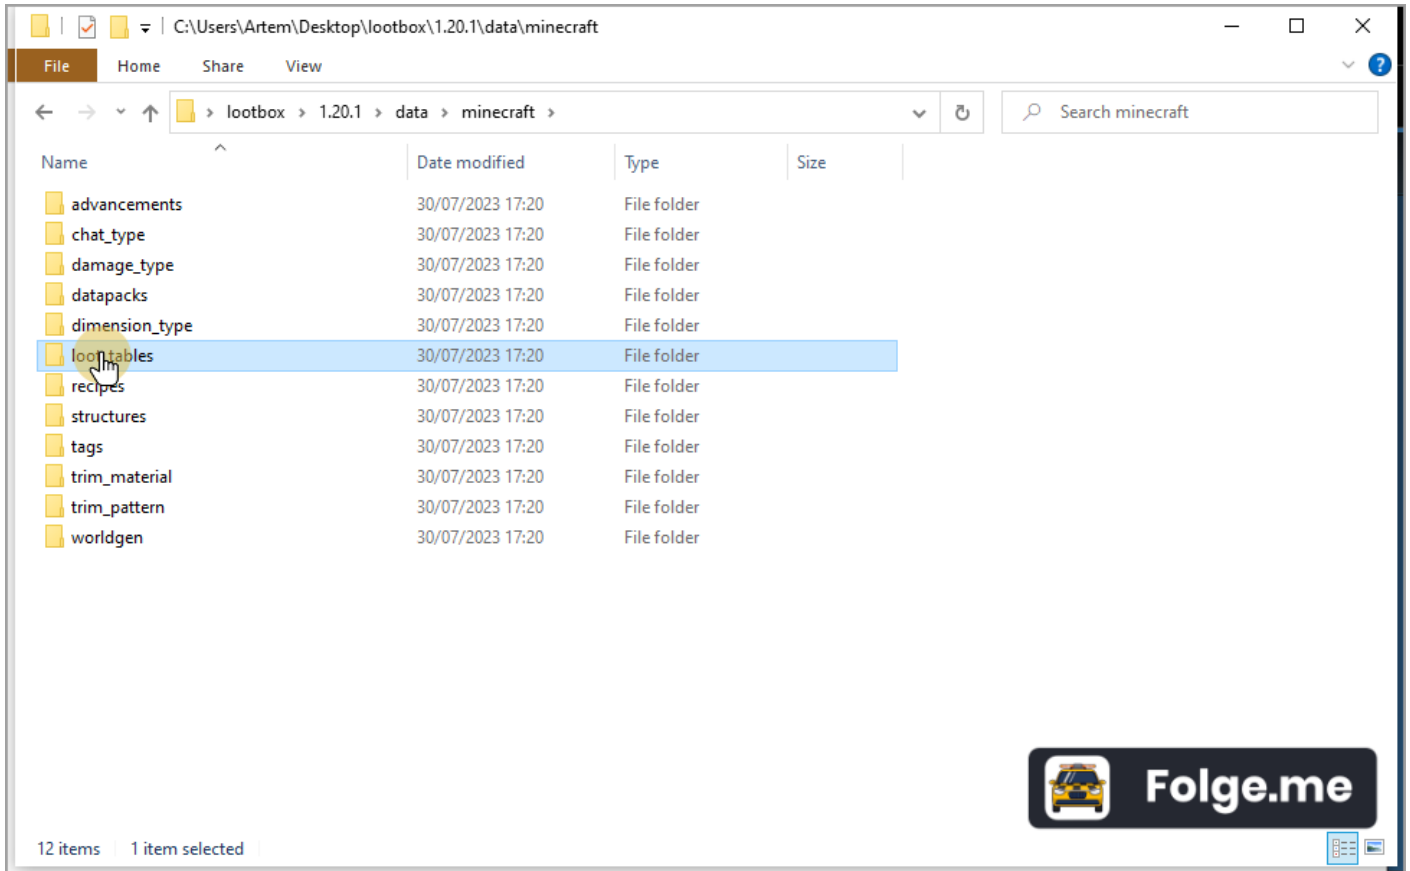 C:\Users\Artem\Desktop\lootbox\1.20.1\data\minecraft
File Home Share View
lootbox 1.20.1 data minecraft Search minecraft
Name Date modified Type Size
advancements 30/07/2023 17:20 File folder
chat_type 30/07/2023 17:20 File folder
damage_type 30/07/2023 17:20 File folder
datapacks 30/07/2023 17:20 File folder
dimension_type 30/07/2023 17:20 File folder
loot_tables 30/07/2023 17:20 File folder
recipes 30/07/2023 17:20 File folder
structures 30/07/2023 17:20 File folder
tags 30/07/2023 17:20 File folder
trim_material 30/07/2023 17:20 File folder
trim_pattern 30/07/2023 17:20 File folder
worldgen 30/07/2023 17:20 File folder
Folge.me
12 items 1 item selected